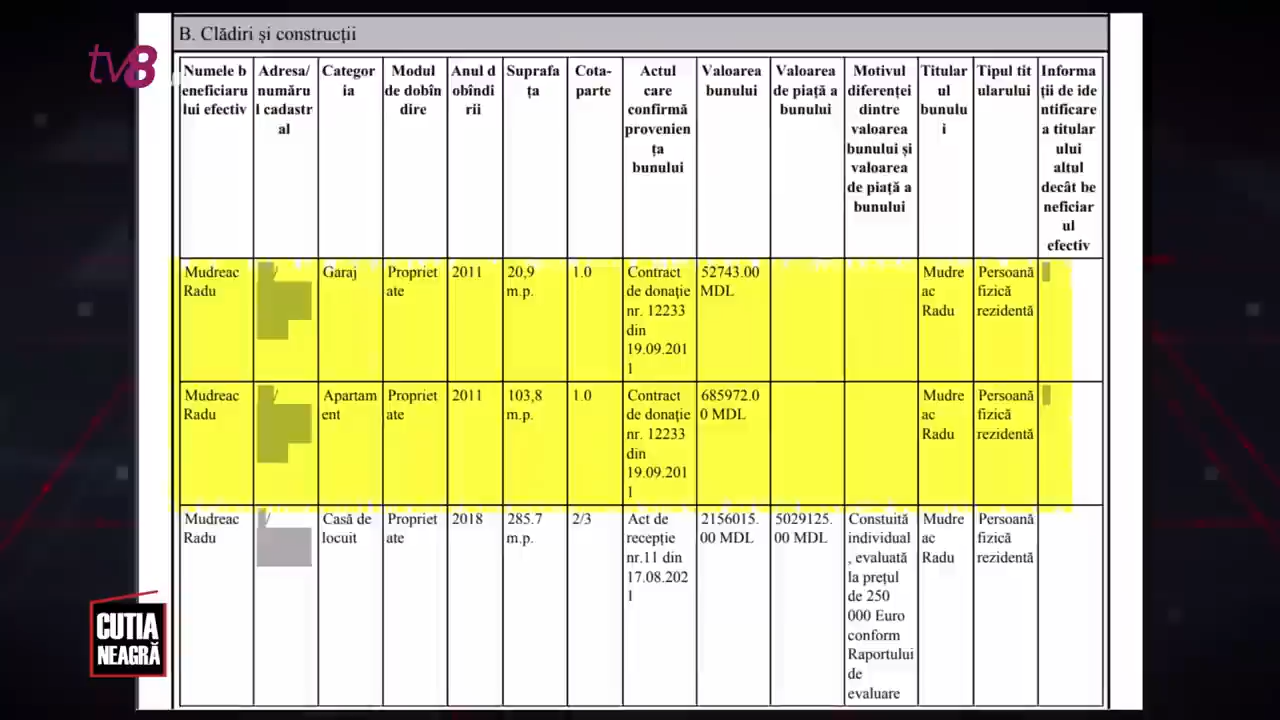 B. Clădiri și construcții
tv8
Numele b
eneficiaru
lui efectiv
Adresa/
număru
l cadastr
al
Categor
ia
Modul
de dobîn
dire
Anul d
obîndi
rii
Suprafa
ța
Cota-
parte
Actul
care
confirmă
provenien
ța
bunului
Valoarea
bunului
Valoarea
de piață a
bunului
Motivul
diferenței
dintre
valoarea
bunului și
valoarea
de piață a
bunului
Titular
ul
bunulu
i
Tipul tit
ularului
Informa
ții de ide
ntificare
a titular
ului
altul
decât be
neficiar
ul
efectiv
Mudreac
Radu
/
Garaj
Propriet
ate
2011
20,9
m.p.
1.0
Contract
de donație
nr. 12233
din
19.09.201
1
52743.00
MDL
Mudre
ac
Radu
Persoană
fizică
rezidentă
Mudreac
Radu
/
Apartam
ent
Propriet
ate
2011
103,8
m.p.
1.0
Contract
de donație
nr. 12233
din
19.09.201
1
685972.0
0 MDL
Mudre
ac
Radu
Persoană
fizică
rezidentă
Mudreac
Radu
/
Casă de
locuit
Propriet
ate
2018
285.7
m.p.
2/3
Act de
recepție
nr.11 din
17.08.202
1
2156015.
00 MDL
5029125.
00 MDL
Constuită
individual
, evaluată
la prețul
de 250
000 Euro
conform
Raportului
de
evaluare
Mudre
ac
Radu
Persoană
fizică
rezidentă
CUTIA
NEAGRĂ